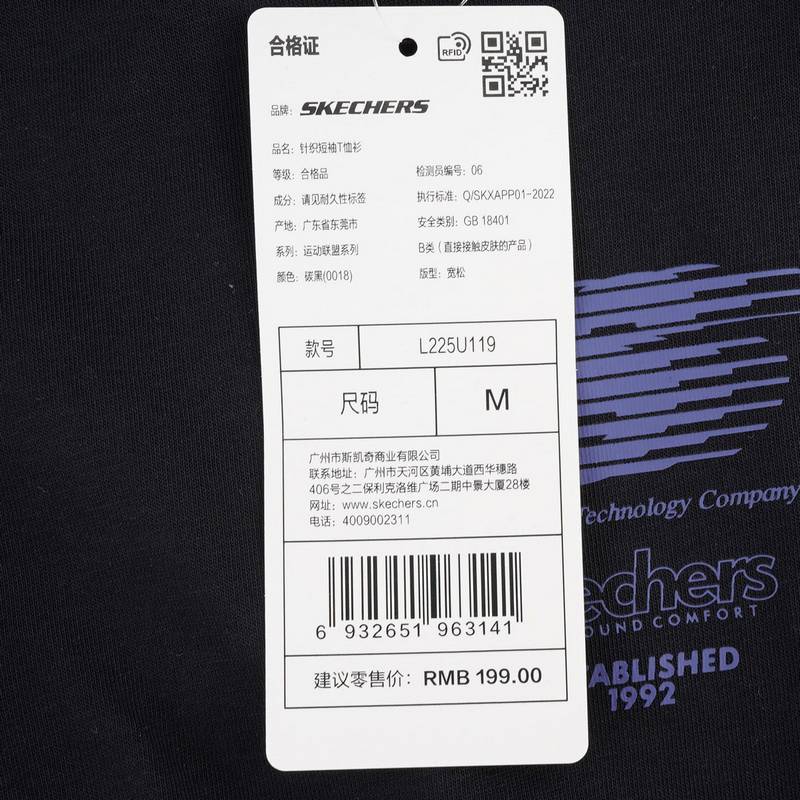 合格证
RFID
品牌: SKECHERS
品名: 针织短袖T恤衫
等级: 合格品
检测员编号: 06
成分: 请见耐久性标签
执行标准: Q/SKXAPP01-2022
产地: 广东省东莞市
安全类别: GB 18401
系列: 运动联盟系列
B类（直接接触皮肤的产品）
颜色: 碳黑(0018)
版型: 宽松
款号 L225U119
尺码 M
广州市斯凯奇商业有限公司
联系地址: 广州市天河区黄埔大道西华穗路
406号之二保利克洛维广场二期中景大厦28楼
网址: www.skechers.cn
电话: 4009002311
6 932651 963141
建议零售价: RMB 199.00
Technology Company
echers
OUND COMFORT
TABLISHED
1992